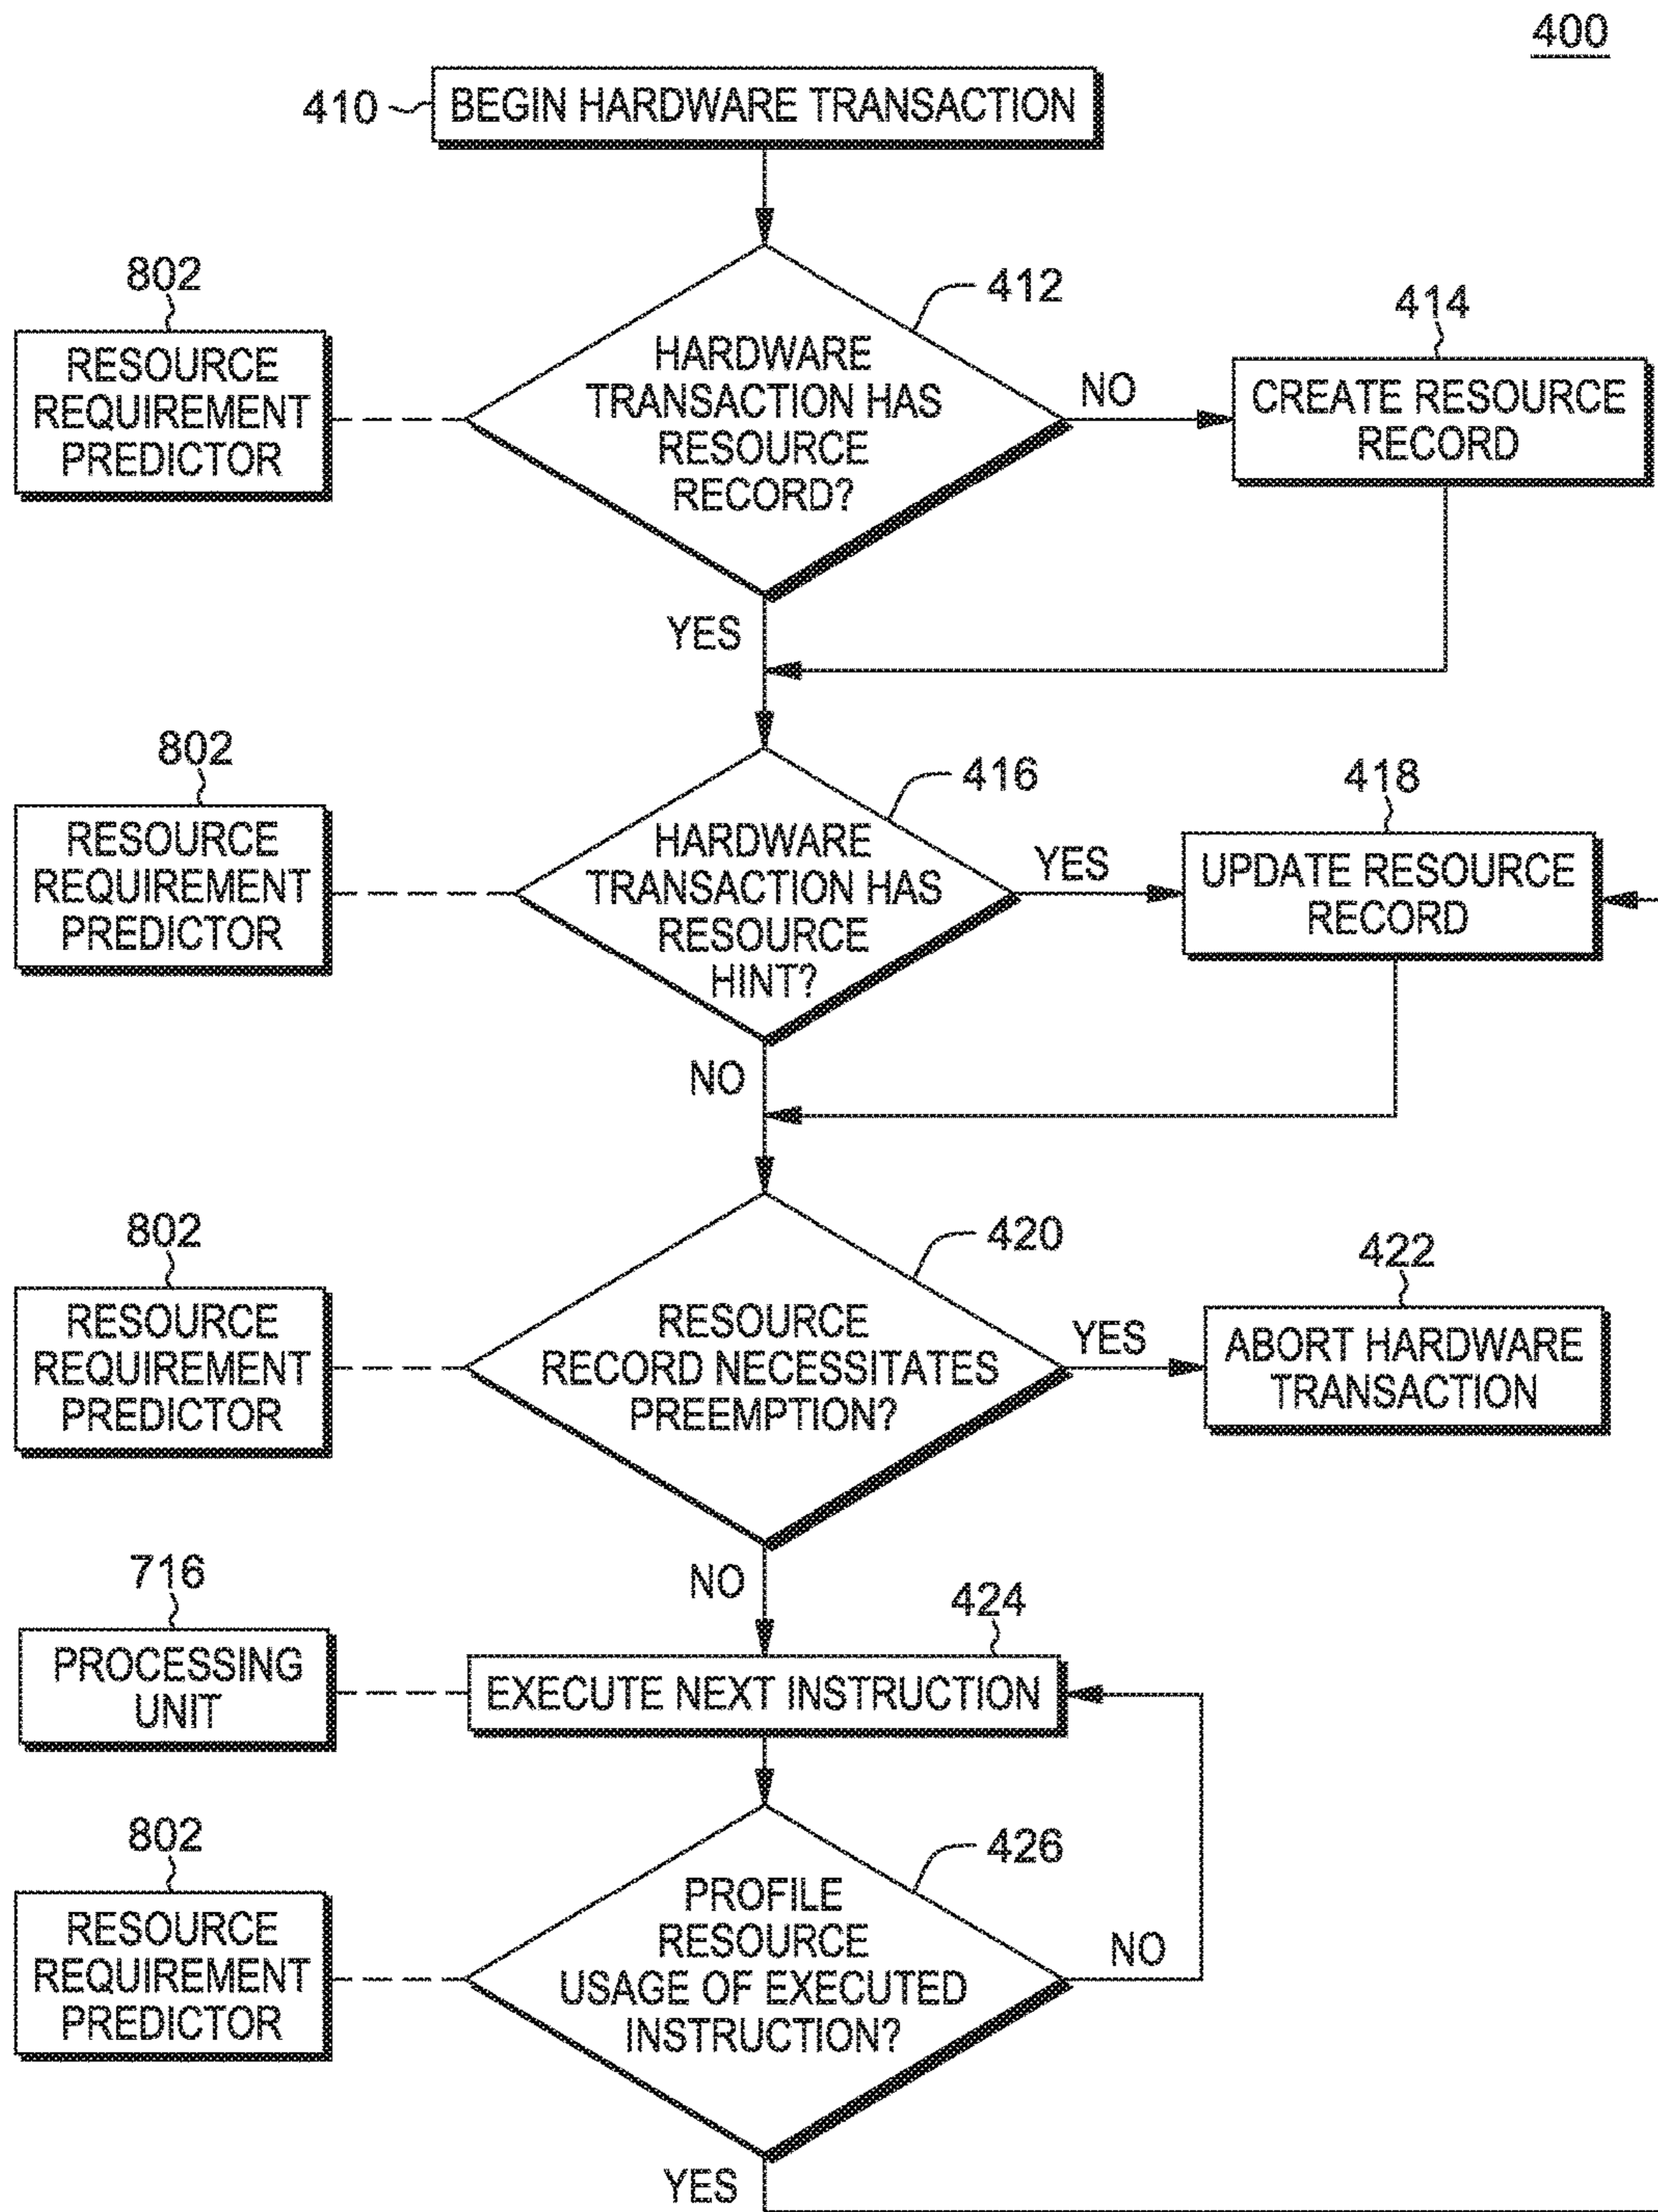 400
410
BEGIN HARDWARE TRANSACTION
802
RESOURCE
REQUIREMENT
PREDICTOR
412
HARDWARE
TRANSACTION HAS
RESOURCE
RECORD?
NO
414
CREATE RESOURCE
RECORD
YES
802
RESOURCE
REQUIREMENT
PREDICTOR
416
HARDWARE
TRANSACTION HAS
RESOURCE
HINT?
YES
418
UPDATE RESOURCE
RECORD
NO
802
RESOURCE
REQUIREMENT
PREDICTOR
420
RESOURCE
RECORD NECESSITATES
PREEMPTION?
YES
422
ABORT HARDWARE
TRANSACTION
NO
716
PROCESSING
UNIT
424
EXECUTE NEXT INSTRUCTION
802
RESOURCE
REQUIREMENT
PREDICTOR
426
PROFILE
RESOURCE
USAGE OF EXECUTED
INSTRUCTION?
NO
YES